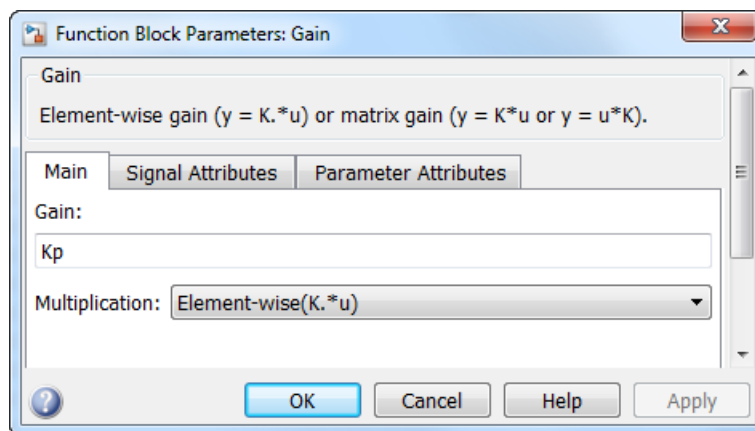 Function Block Parameters: Gain
Gain
Element-wise gain (y = K.*u) or matrix gain (y = K*u or y = u*K).
Main Signal Attributes Parameter Attributes
Gain:
Kp
Multiplication: Element-wise(K.*u)
? OK Cancel Help Apply